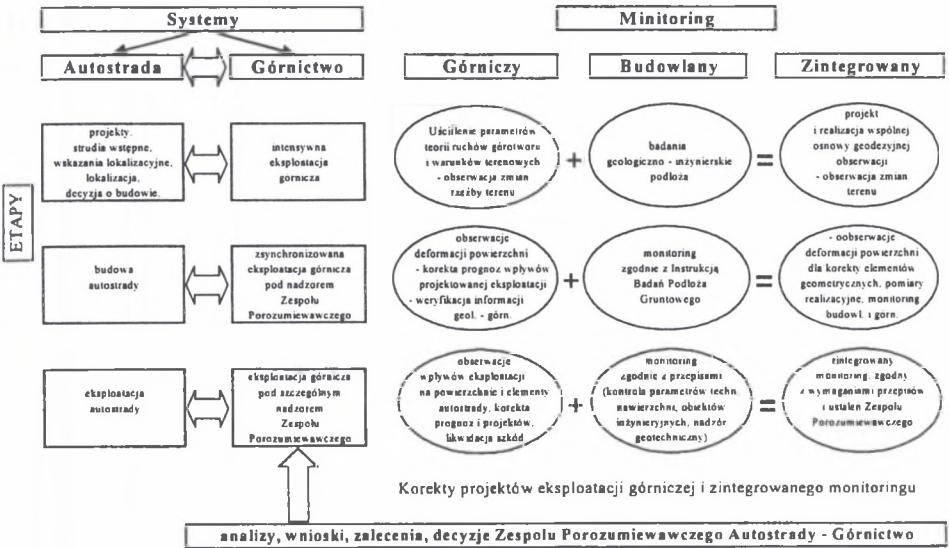 Systemy
Minitoring
Autostrada
Górnictwo
Górniczy
Budowlany
Zintegrowany
ETAPY
projekty.
strudia wstępne,
wskazania lokalizacyjne,
lokalizacja,
decyzja o budowie.
intensywna
eksploatacja
górnicza
Uściślenie parametrów
teorii ruchów górotworu
i warunków terenowych
- obserwacja zmian
rzeźby terenu
+
badania
geologiczno - inżynierskie
podłoża
=
projekt
i realizacja wspólnej
osnowy geodezyjnej
obserwacji
- obserwacja zmian
terenu
budowa
autostrady
zsynchronizowana
eksploatacja górnicza
pod nadzorem
Zespołu
Porozumiewawczego
obserwacje
deformacji powierzchni
- korekta prognoz wpływów
projektowanej eksploatacji
- weryfikacja informacji
geol. - górn.
+
monitoring
zgodnie z Instrukcją
Badań Podłoża
Gruntowego
=
- oobserwacje
deformacji powierzchni
dla korekty elementów
geometrycznych, pomiary
realizacyjne, monitoring
budowl. i górn.
eksploatacja
autostrady
eksploatacja górnicza
pod szczególnym
nadzorem
Zespołu
Porozumiewawczego
obserwacje
wpływów eksploatacji
na powierzchnie i elementy
autostrady, korekta
prognoz i projektów,
likwidacja szkód
+
monitoring
zgodnie z przepisami
(kontrola parametrów techn.
nawierzchni, obiektów
inżynieryjnych, nadzór
geotechniczny)
=
zintegrowany
monitoring, zgodny
z wymaganiami przepisów
i ustaleń Zespołu
Porozumiewawczego
Korekty projektów eksploatacji górniczej i zintegrowanego monitoringu
analizy, wnioski, zalecenia, decyzje Zespolu Porozumiewawczego Autostrady - Górnictwo